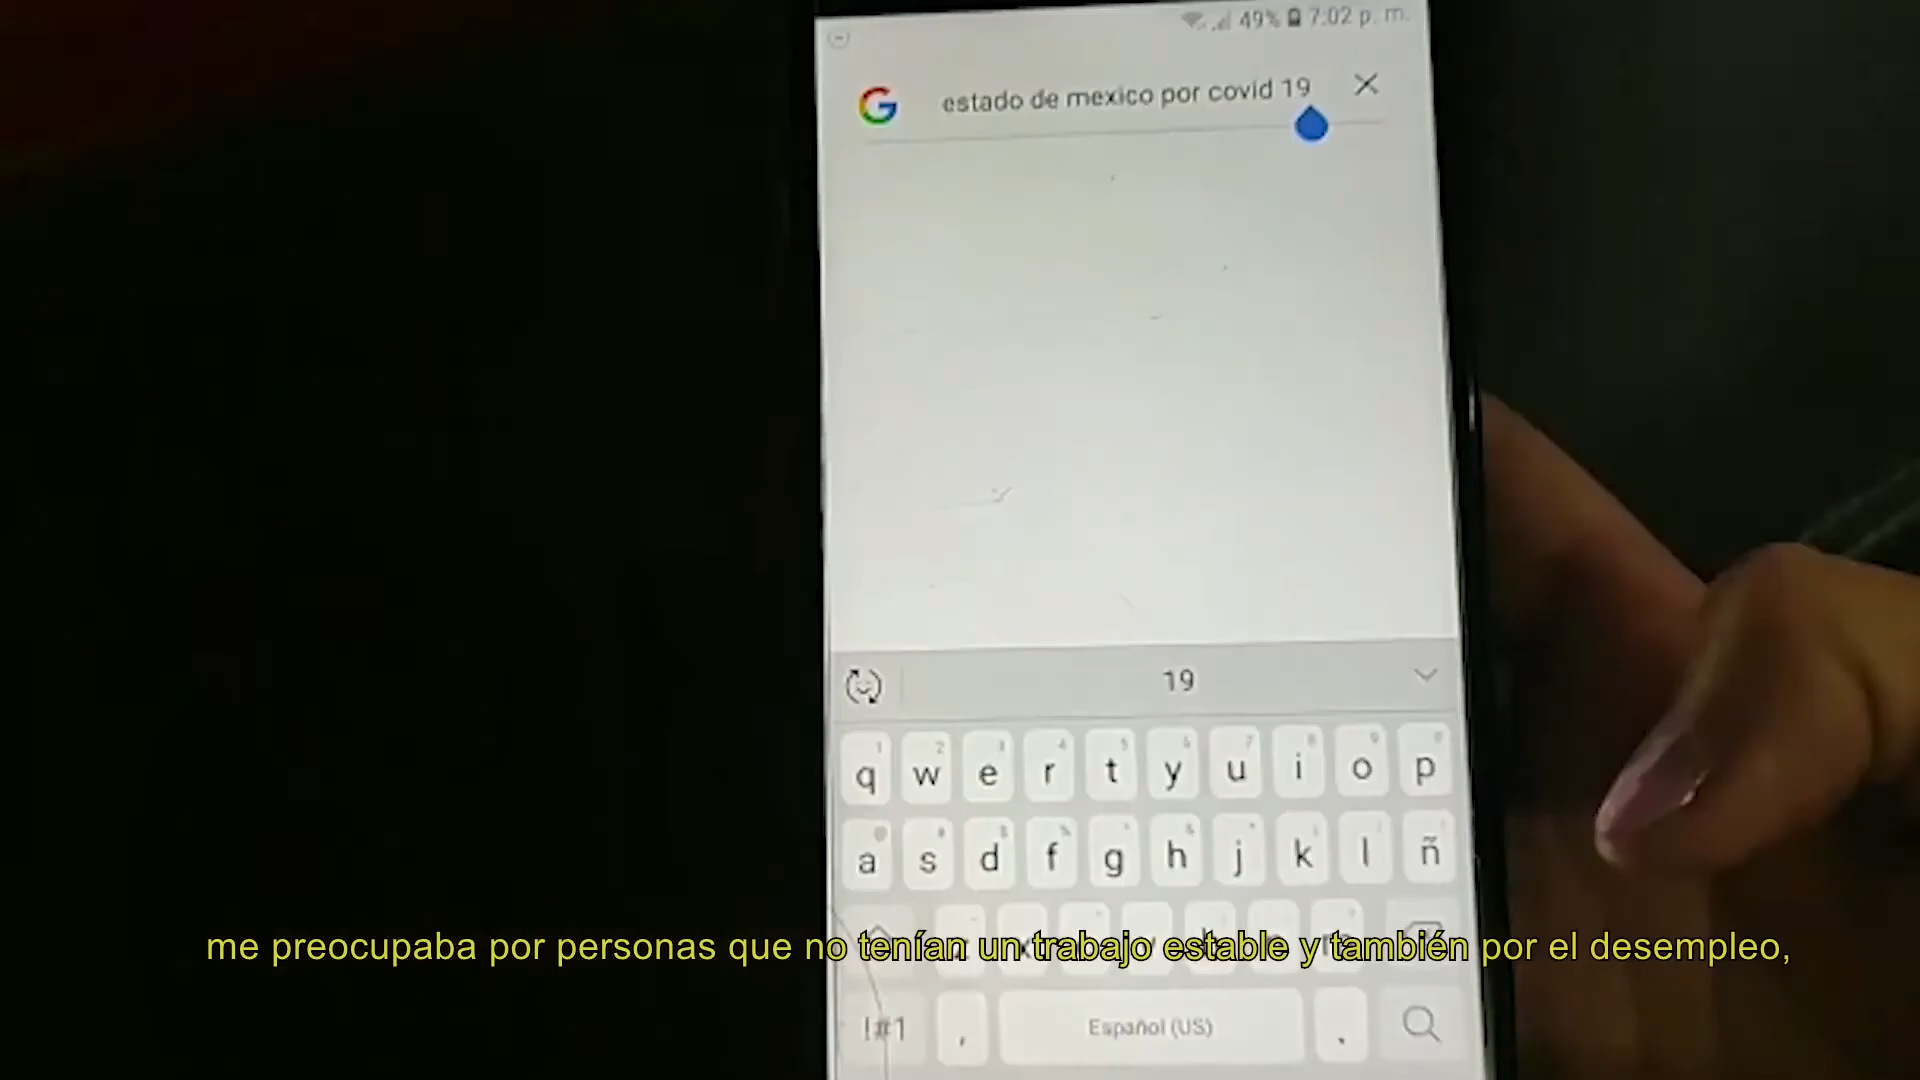 49% 7:02 p. m.
G estado de mexico por covid 19
19
q w e r t y u i o p
a s d f g h j k l ñ
me preocupaba por personas que no tenían un trabajo estable y también por el desempleo,
!#1 , Español (US) .